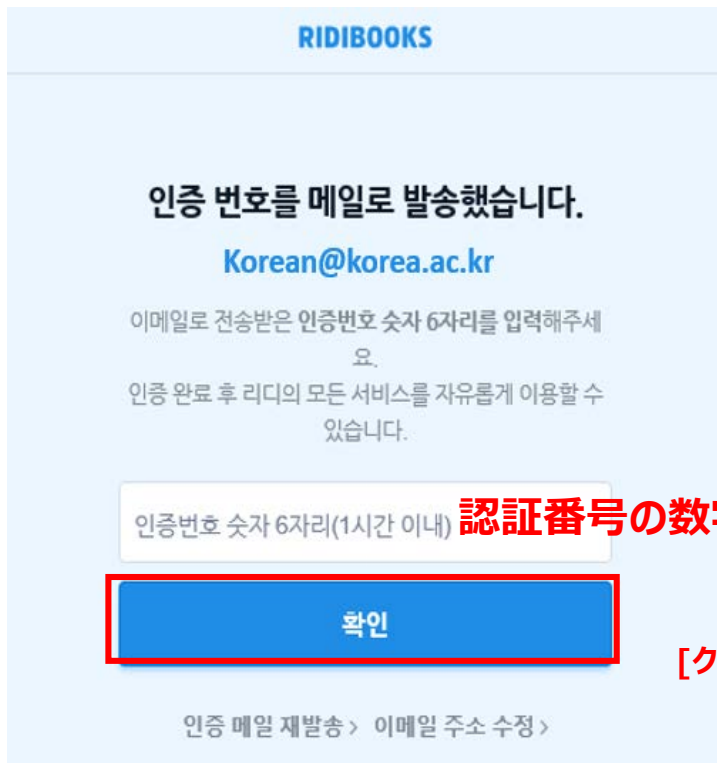 RIDIBOOKS
인증 번호를 메일로 발송했습니다.
Korean@korea.ac.kr
이메일로 전송받은 인증번호 숫자 6자리를 입력해주세
요.
인증 완료 후 리디의 모든 서비스를 자유롭게 이용할 수
있습니다.
인증번호 숫자 6자리(1시간 이내) 認証番号の数
확인
[ク
인증 메일 재발송 > 이메일 주소 수정 >